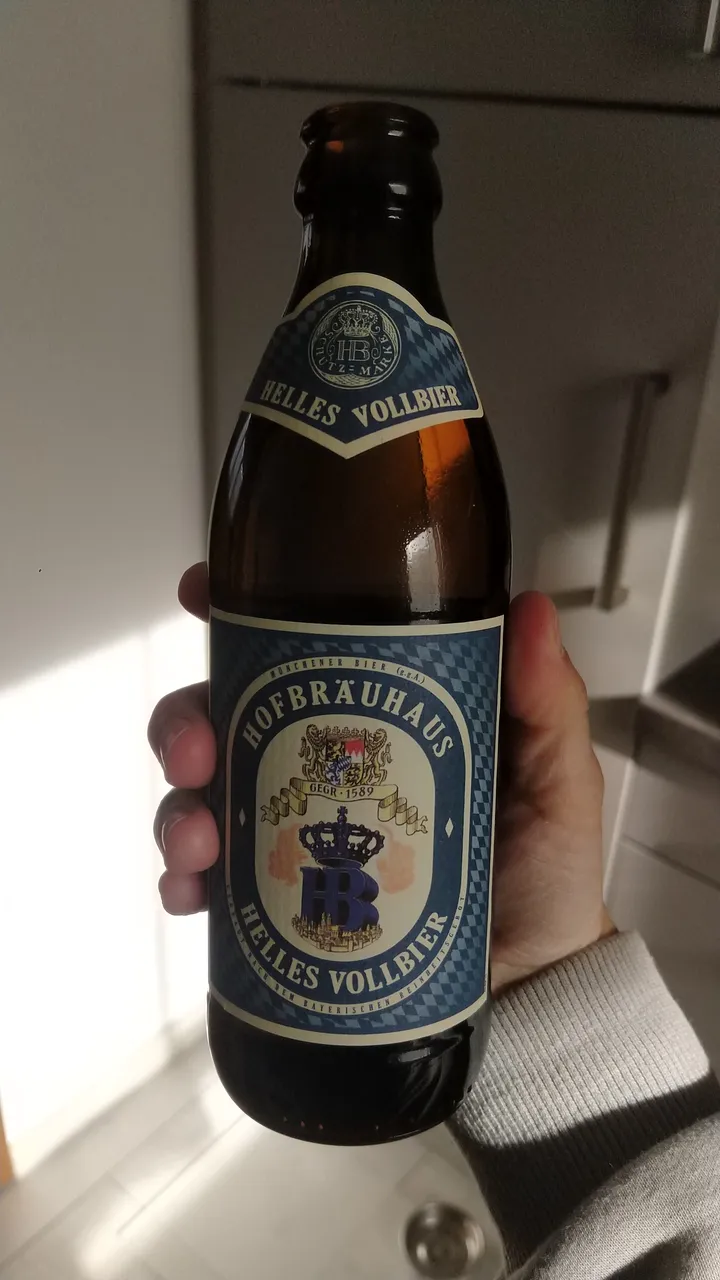 HB
SCHUTZ-MARKE
HELLES VOLLBIER
MÜNCHENER BIER (g.g.A.)
HOFBRÄUHAUS
GEGR · 1589
HB
HELLES VOLLBIER
NACH DEM BAYERISCHEN REINHEITSGEBOT